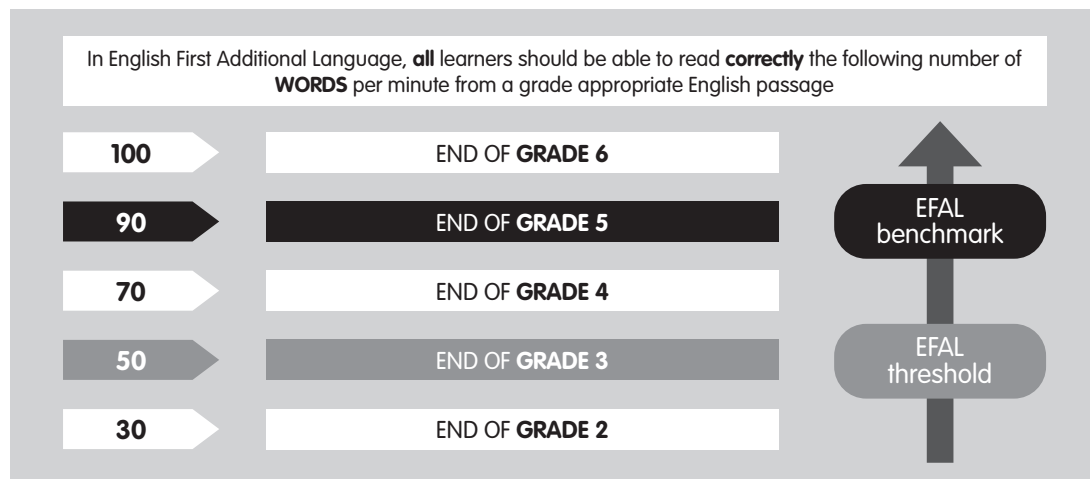 In English First Additional Language, all learners should be able to read correctly the following number of
WORDS per minute from a grade appropriate English passage
100
END OF GRADE 6
90
END OF GRADE 5
EFAL
benchmark
70
END OF GRADE 4
50
END OF GRADE 3
EFAL
threshold
30
END OF GRADE 2